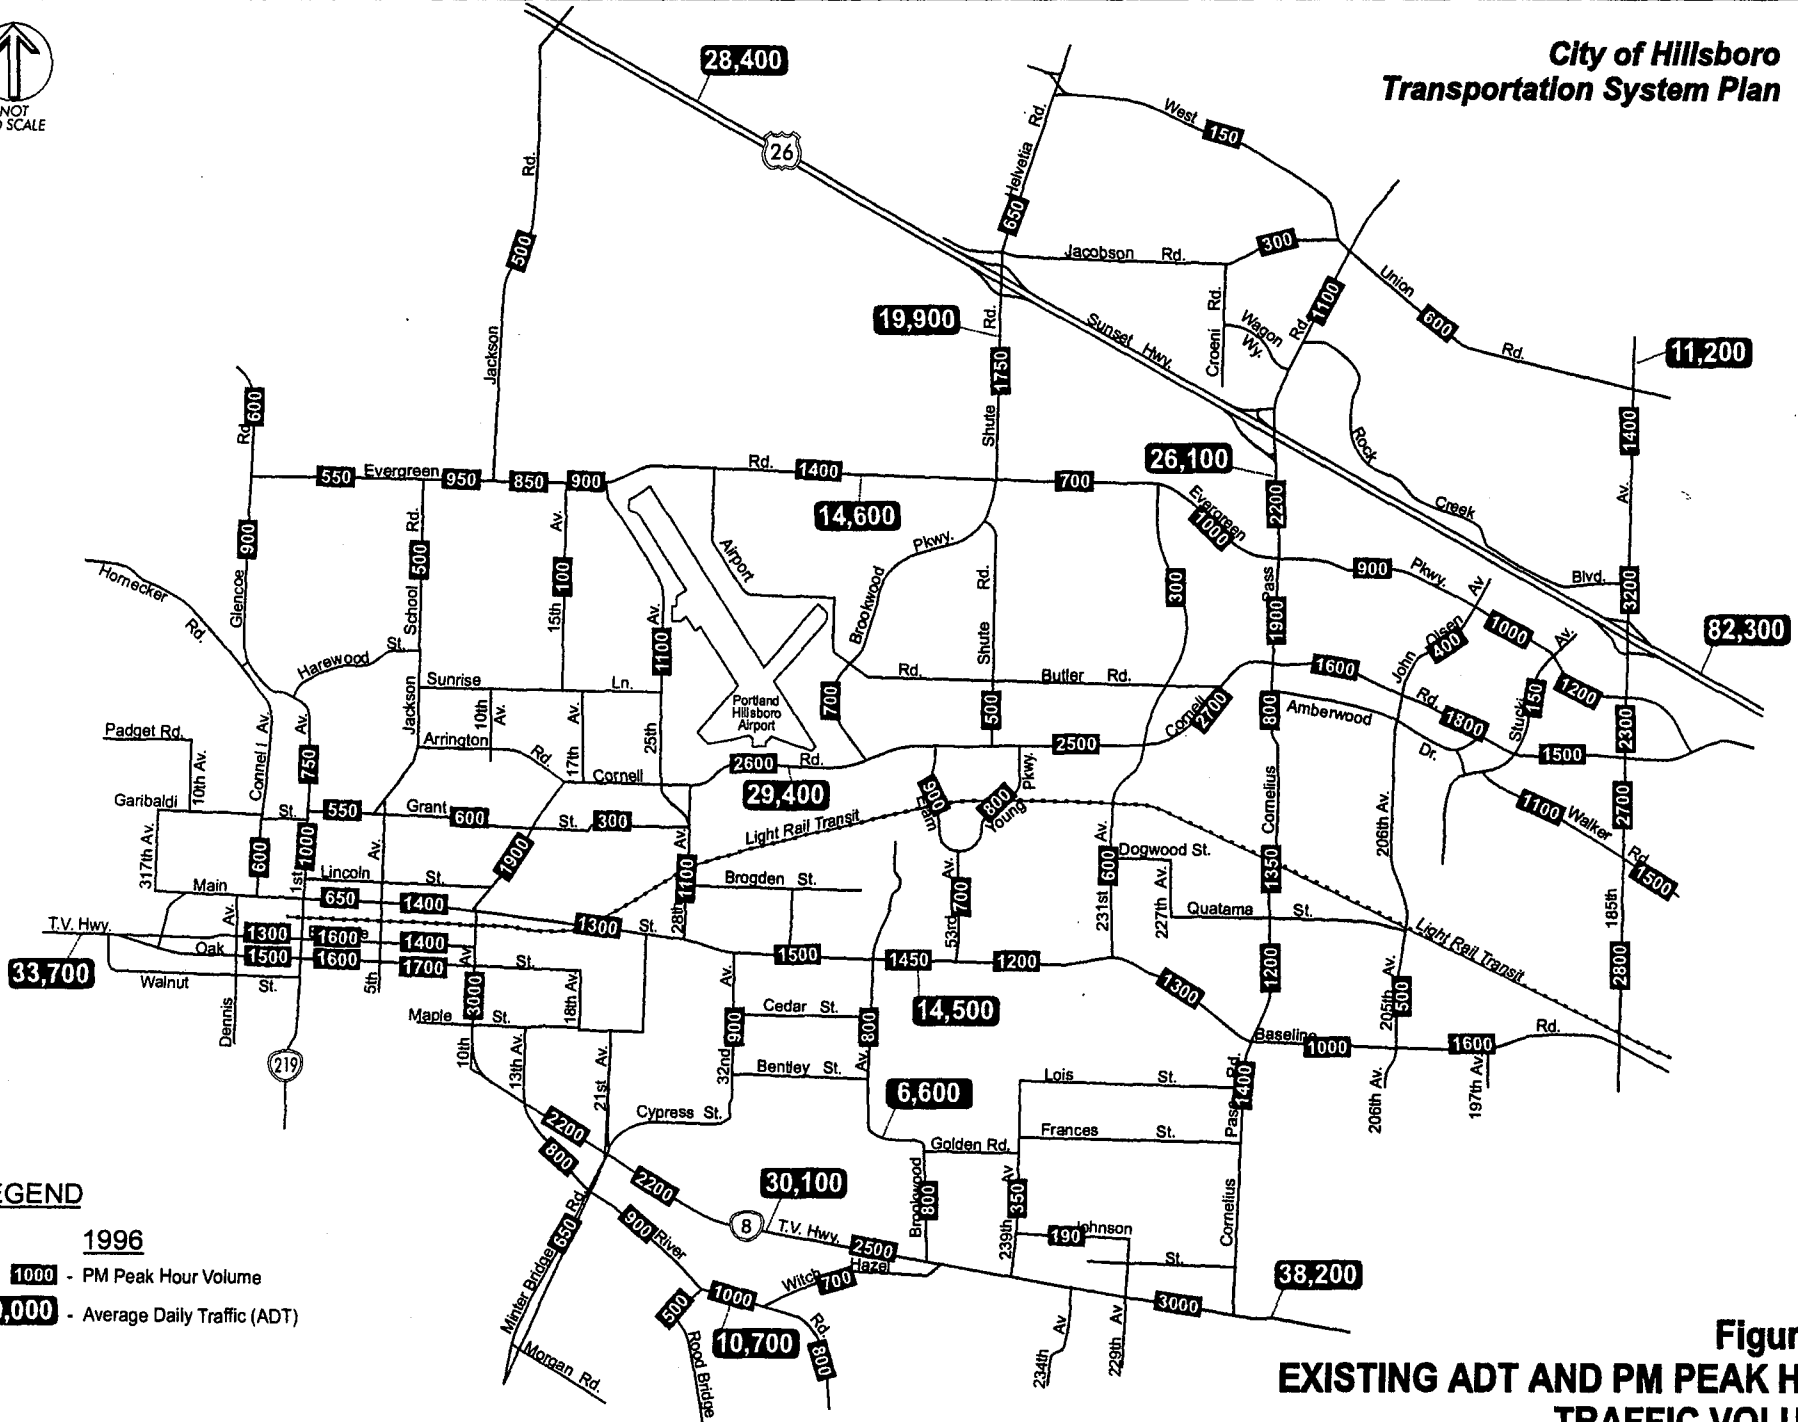 City of Hillsboro
Transportation System Plan
NOT
SCALE
28,400
26
West
150
Rd.
Helvetia
650
Rd.
500
Jackson
Jacobson Rd.
300
Union
600
Rd.
1100
Rd.
Wagon
Wy.
Croeni
Rd.
19,900
Rd.
1750
Shute
Sunset Hwy.
11,200
1400
Av.
Rock
Creek
Blvd.
3200
82,300
600
Rd
550
Evergreen
950
850
900
Rd.
1400
14,600
700
26,100
2200
Evergreen
1000
900
Pkwy.
1000
1200
Av
Olsen
400
John
Av.
150
Stucki
900
Glencoe
Hornecker
Rd.
Rd.
500
School
Jackson
Av.
100
15th
Av.
1100
25th
Airport
Portland
Hillsboro
Airport
Pkwy.
Brookwood
700
Rd.
Shute
500
300
Pass
1900
800
Cornelius
1350
1200
Harewood St.
Sunrise Ln.
10th
Av.
Av.
17th
Rd. Butler Rd.
1600
Rd.
1800
1500
2300
2700
185th
2800
Cornell
2700
Amberwood
Dr.
Padget Rd.
10th Av.
Connell Av.
750
Arrington
Rd.
Cornell
2600
Rd.
2500
29,400
Garibaldi
St.
550
Grant
600
St.
300
Light Rail Transit
900
Elam
800
Young
Pkwy.
1100
Walker
Rd.
1500
317th Av.
600
1000
1st
Av.
5th
1900
Av.
1100
28th
206th Av.
Av.
600
231st
Dogwood St.
227th Av.
Quatama St.
Light Rail Transit
Lincoln St.
Main
650
1400
1300
St.
Brogden St.
Av.
700
53rd
T.V. Hwy.
1300
1600
1400
Oak
1500
1600
1700
St.
1500
1450
1200
1300
33,700
Walnut
St.
Av.
Dennis
219
Av.
3000
10th
Maple St.
18th Av.
13th Av.
21st Av.
Av.
900
32nd
Cedar St.
800
Av.
14,500
Baseline
1000
1600
Rd.
Av.
500
205th
206th Av.
197th Av.
Bentley St.
Cypress St.
6,600
Rd.
1400
Pass
Cornelius
Lois St.
Frances St.
Golden Rd.
Brookwood
800
Av
350
239th
190
Johnson
St.
2200
800
2200
30,100
8
T.V. Hwy.
2500
38,200
3000
Rd.
650
Minter Bridge
900
River
Witch
700
Hazel
500
1000
Rd.
800
10,700
Rood Bridge
Morgan Rd.
234th Av
229th Av
EGEND
1996
1000 - PM Peak Hour Volume
,000 - Average Daily Traffic (ADT)
Figur
EXISTING ADT AND PM PEAK H
TRAFFIC VOLU